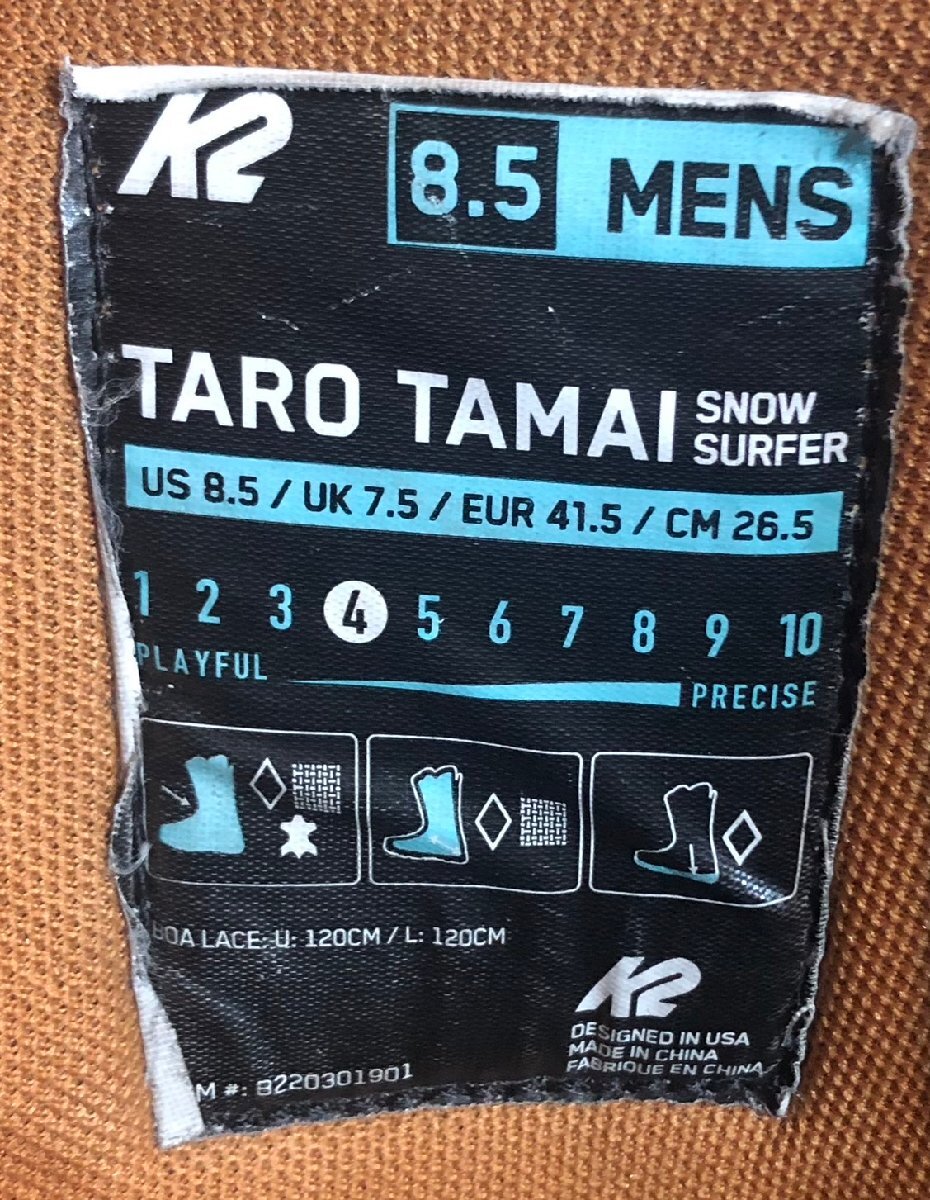 K2
8.5 MENS
TARO TAMAI SNOW SURFER
US 8.5 / UK 7.5 / EUR 41.5 / CM 26.5
1 2 3 4 5 6 7 8 9 10
PLAYFUL PRECISE
BOA LACE: U: 120CM / L: 120CM
K2
DESIGNED IN USA
MADE IN CHINA
FABRIQUE EN CHINA
M #: B220301901